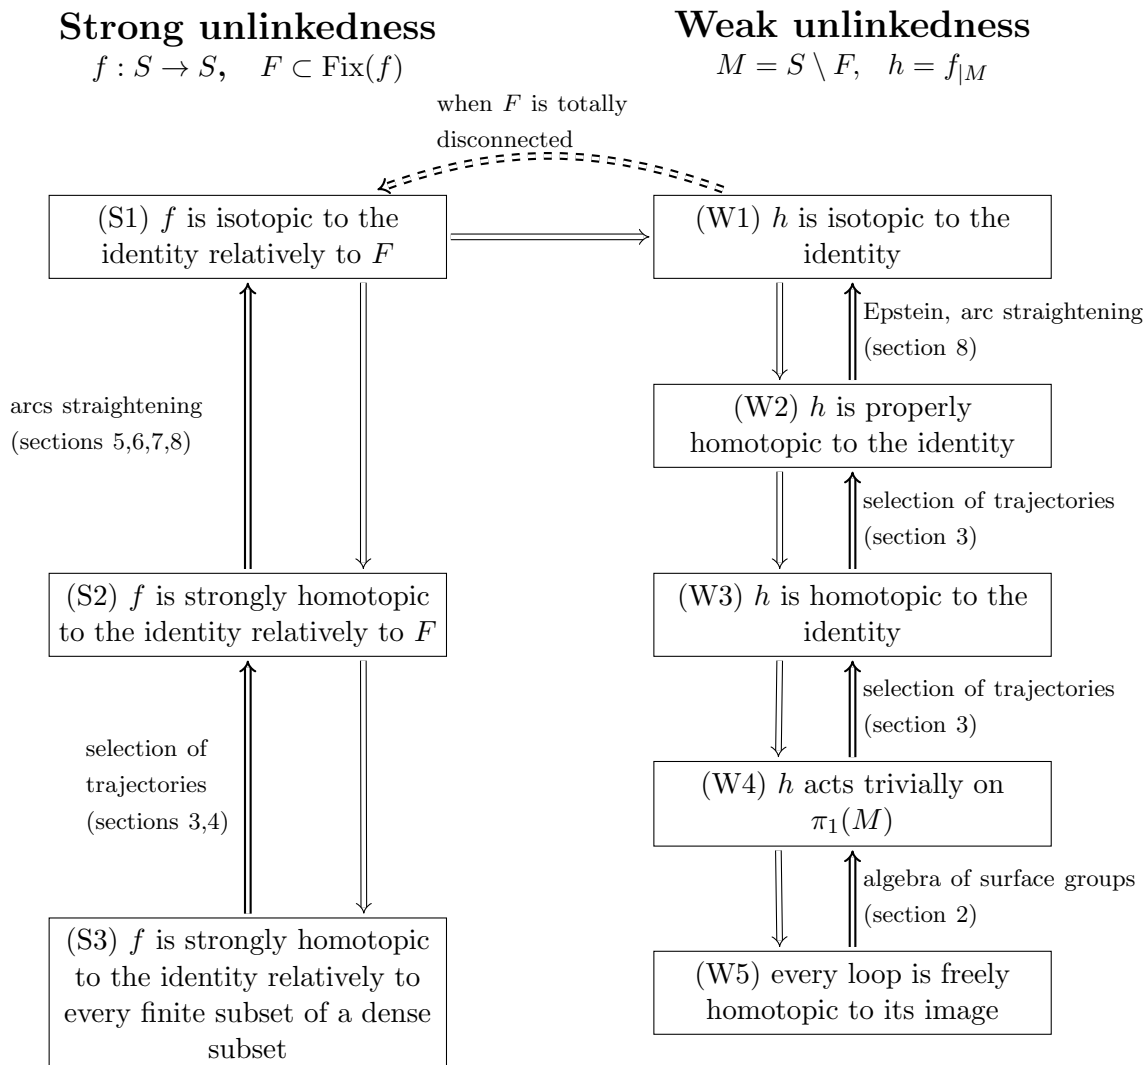 Strong unlinkedness
f : S → S, F ⊂ Fix(f)
Weak unlinkedness
M = S \ F, h = f|M
when F is totally
disconnected
(S1) f is isotopic to the
identity relatively to F
(W1) h is isotopic to the
identity
Epstein, arc straightening
(section 8)
arcs straightening
(sections 5,6,7,8)
(W2) h is properly
homotopic to the identity
selection of trajectories
(section 3)
(S2) f is strongly homotopic
to the identity relatively to F
(W3) h is homotopic to the
identity
selection of trajectories
(section 3)
selection of
trajectories
(sections 3,4)
(W4) h acts trivially on
π₁(M)
algebra of surface groups
(section 2)
(S3) f is strongly homotopic
to the identity relatively to
every finite subset of a dense
subset
(W5) every loop is freely
homotopic to its image